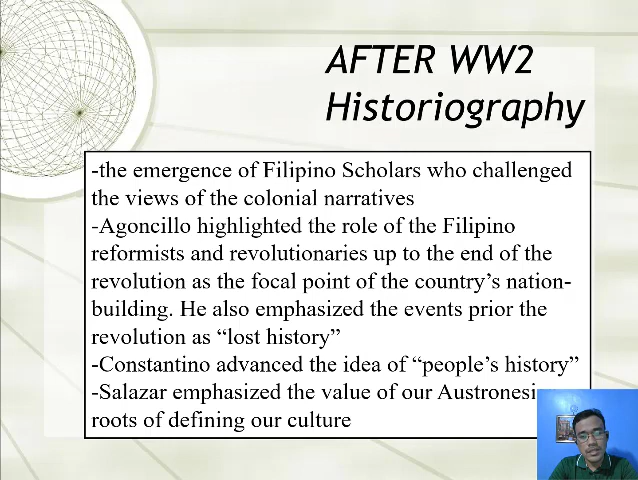 AFTER WW2
Historiography
-the emergence of Filipino Scholars who challenged
the views of the colonial narratives
-Agoncillo highlighted the role of the Filipino
reformists and revolutionaries up to the end of the
revolution as the focal point of the country’s nation-
building. He also emphasized the events prior the
revolution as “lost history”
-Constantino advanced the idea of “people’s history”
-Salazar emphasized the value of our
roots of defining our culture